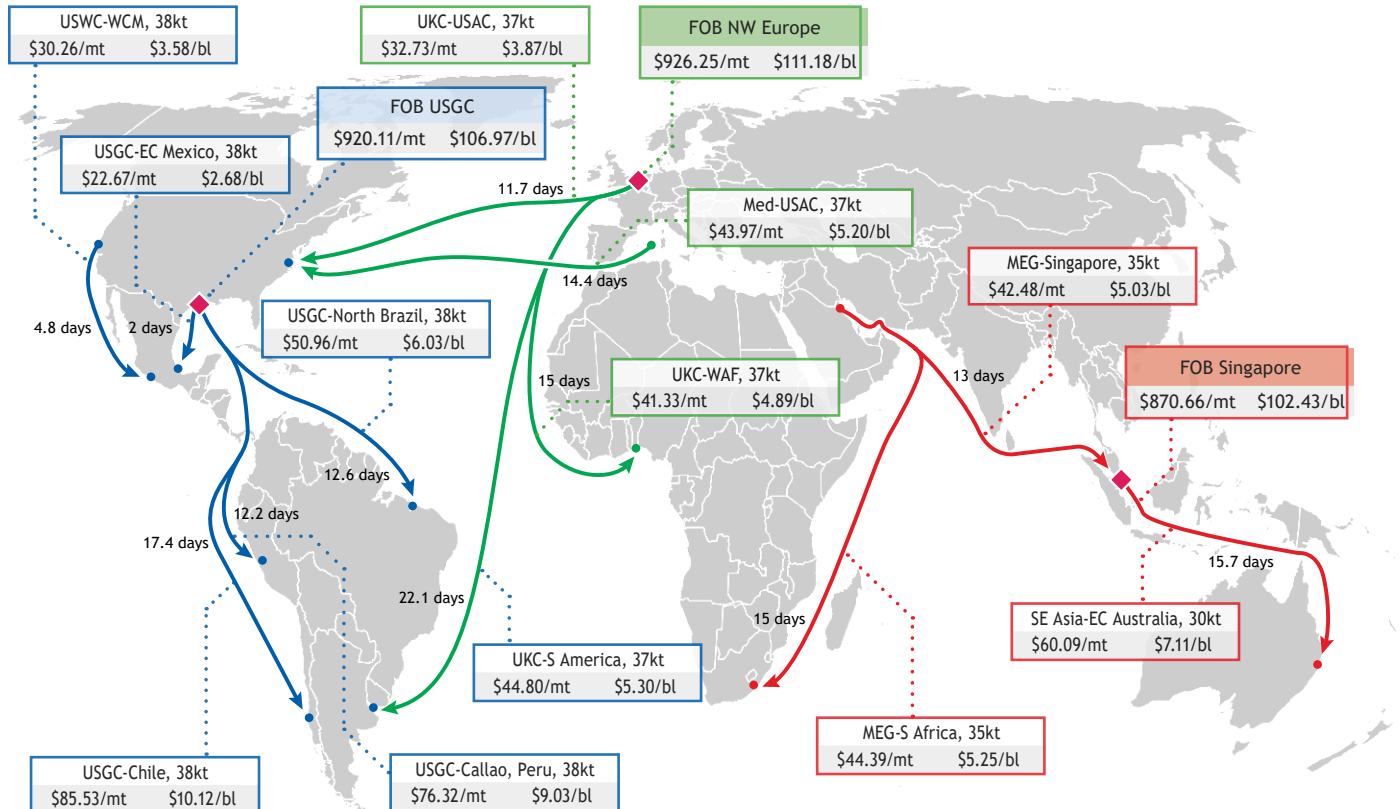 USWC-WCM, 38kt
$30.26/mt $3.58/bl
UKC-USAC, 37kt
$32.73/mt $3.87/bl
FOB NW Europe
$926.25/mt $111.18/bl
FOB USGC
$920.11/mt $106.97/bl
USGC-EC Mexico, 38kt
$22.67/mt $2.68/bl
11.7 days
Med-USAC, 37kt
$43.97/mt $5.20/bl
14.4 days
MEG-Singapore, 35kt
$42.48/mt $5.03/bl
4.8 days
2 days
USGC-North Brazil, 38kt
$50.96/mt $6.03/bl
15 days
UKC-WAF, 37kt
$41.33/mt $4.89/bl
13 days
FOB Singapore
$870.66/mt $102.43/bl
12.6 days
12.2 days
17.4 days
22.1 days
15 days
15.7 days
SE Asia-EC Australia, 30kt
$60.09/mt $7.11/bl
UKC-S America, 37kt
$44.80/mt $5.30/bl
MEG-S Africa, 35kt
$44.39/mt $5.25/bl
USGC-Chile, 38kt
$85.53/mt $10.12/bl
USGC-Callao, Peru, 38kt
$76.32/mt $9.03/bl